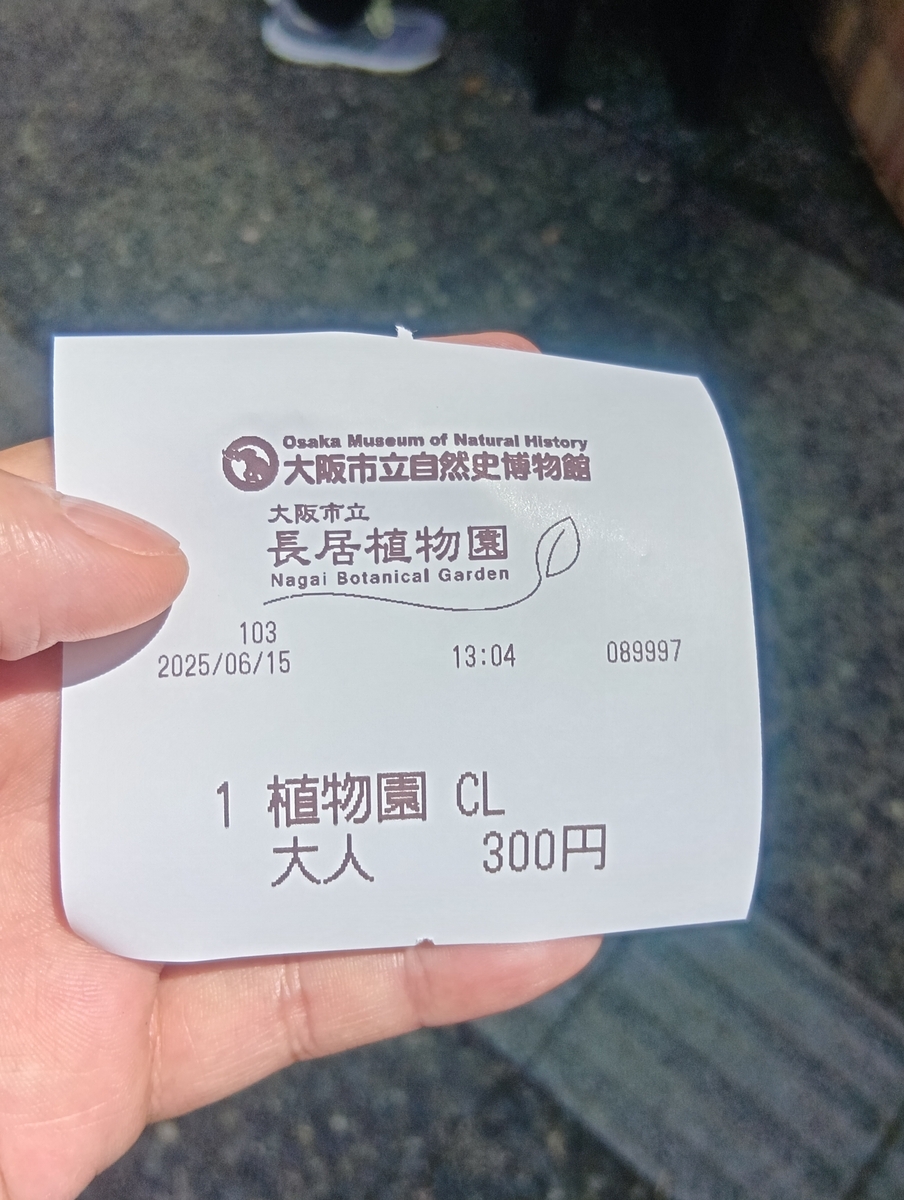 Osaka Museum of Natural History
大阪市立自然史博物館
大阪市立
長居植物園
Nagai Botanical Garden
103
2025/06/15 13:04 089997
1 植物園 CL
大人 300円